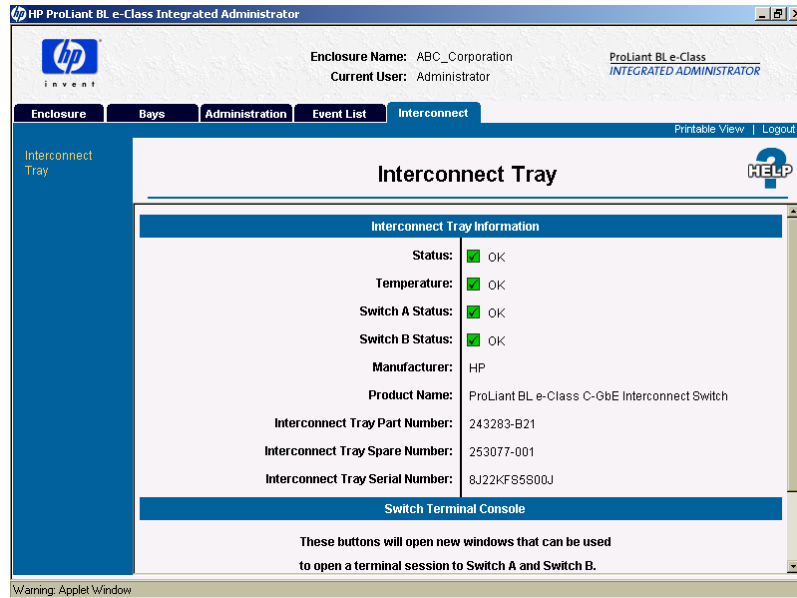 HP ProLiant BL e-Class Integrated Administrator
hp
invent
Enclosure Name: ABC_Corporation
Current User: Administrator
ProLiant BL e-Class
INTEGRATED ADMINISTRATOR
Enclosure Bays Administration Event List Interconnect
Printable View | Logout
Interconnect
Tray
Interconnect Tray
HELP
Interconnect Tray Information
Status: OK
Temperature: OK
Switch A Status: OK
Switch B Status: OK
Manufacturer: HP
Product Name: ProLiant BL e-Class C-GbE Interconnect Switch
Interconnect Tray Part Number: 243283-B21
Interconnect Tray Spare Number: 253077-001
Interconnect Tray Serial Number: 8J22KFS5S00J
Switch Terminal Console
These buttons will open new windows that can be used
to open a terminal session to Switch A and Switch B.
Warning: Applet Window